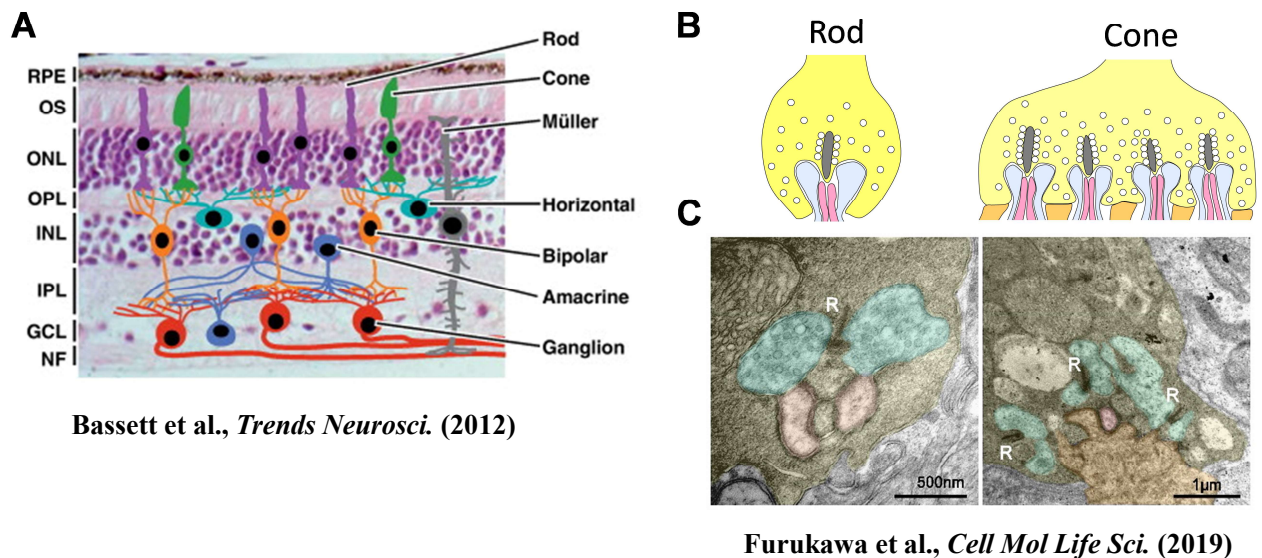 A
Rod
Cone
Müller
Horizontal
Bipolar
Amacrine
Ganglion
RPE
OS
ONL
OPL
INL
IPL
GCL
NF
Bassett et al., Trends Neurosci. (2012)
B
Rod
Cone
C
R
500nm
R
R
R
1μm
Furukawa et al., Cell Mol Life Sci. (2019)